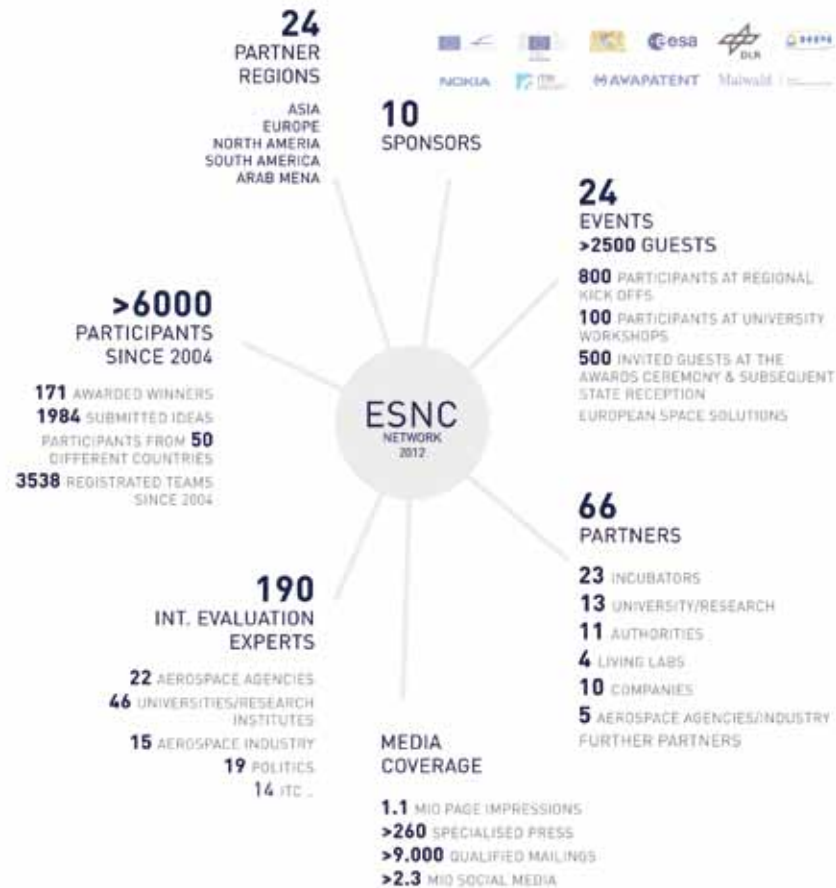 24
PARTNER
REGIONS
ASIA
EUROPE
NORTH AMERIA
SOUTH AMERICA
ARAB MENA
esa
DLR
NOKIA
AWAPATENT
Maiwald
10
SPONSORS
24
EVENTS
>2500 GUESTS
800 PARTICIPANTS AT REGIONAL
KICK OFFS
100 PARTICIPANTS AT UNIVERSITY
WORKSHOPS
500 INVITED GUESTS AT THE
AWARDS CEREMONY & SUBSEQUENT
STATE RECEPTION
EUROPEAN SPACE SOLUTIONS
>6000
PARTICIPANTS
SINCE 2004
171 AWARDED WINNERS
1984 SUBMITTED IDEAS
PARTICIPANTS FROM 50
DIFFERENT COUNTRIES
3538 REGISTRATED TEAMS
SINCE 2004
ESNC
NETWORK
2012
66
PARTNERS
23 INCUBATORS
13 UNIVERSITY/RESEARCH
11 AUTHORITIES
4 LIVING LABS
10 COMPANIES
5 AEROSPACE AGENCIES/INDUSTRY
FURTHER PARTNERS
190
INT. EVALUATION
EXPERTS
22 AEROSPACE AGENCIES
46 UNIVERSITIES/RESEARCH
INSTITUTES
15 AEROSPACE INDUSTRY
19 POLITICS
14 ITC ..
MEDIA
COVERAGE
1.1 MIO PAGE IMPRESSIONS
>260 SPECIALISED PRESS
>9.000 QUALIFIED MAILINGS
>2.3 MIO SOCIAL MEDIA